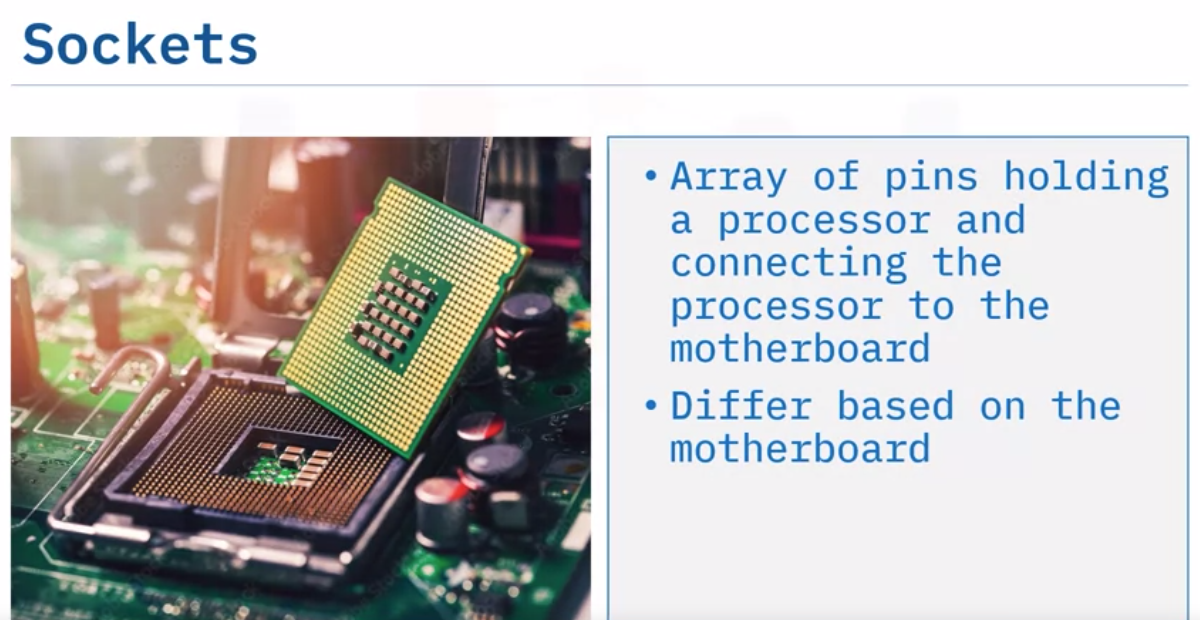 Sockets
• Array of pins holding
a processor and
connecting the
processor to the
motherboard
• Differ based on the
motherboard